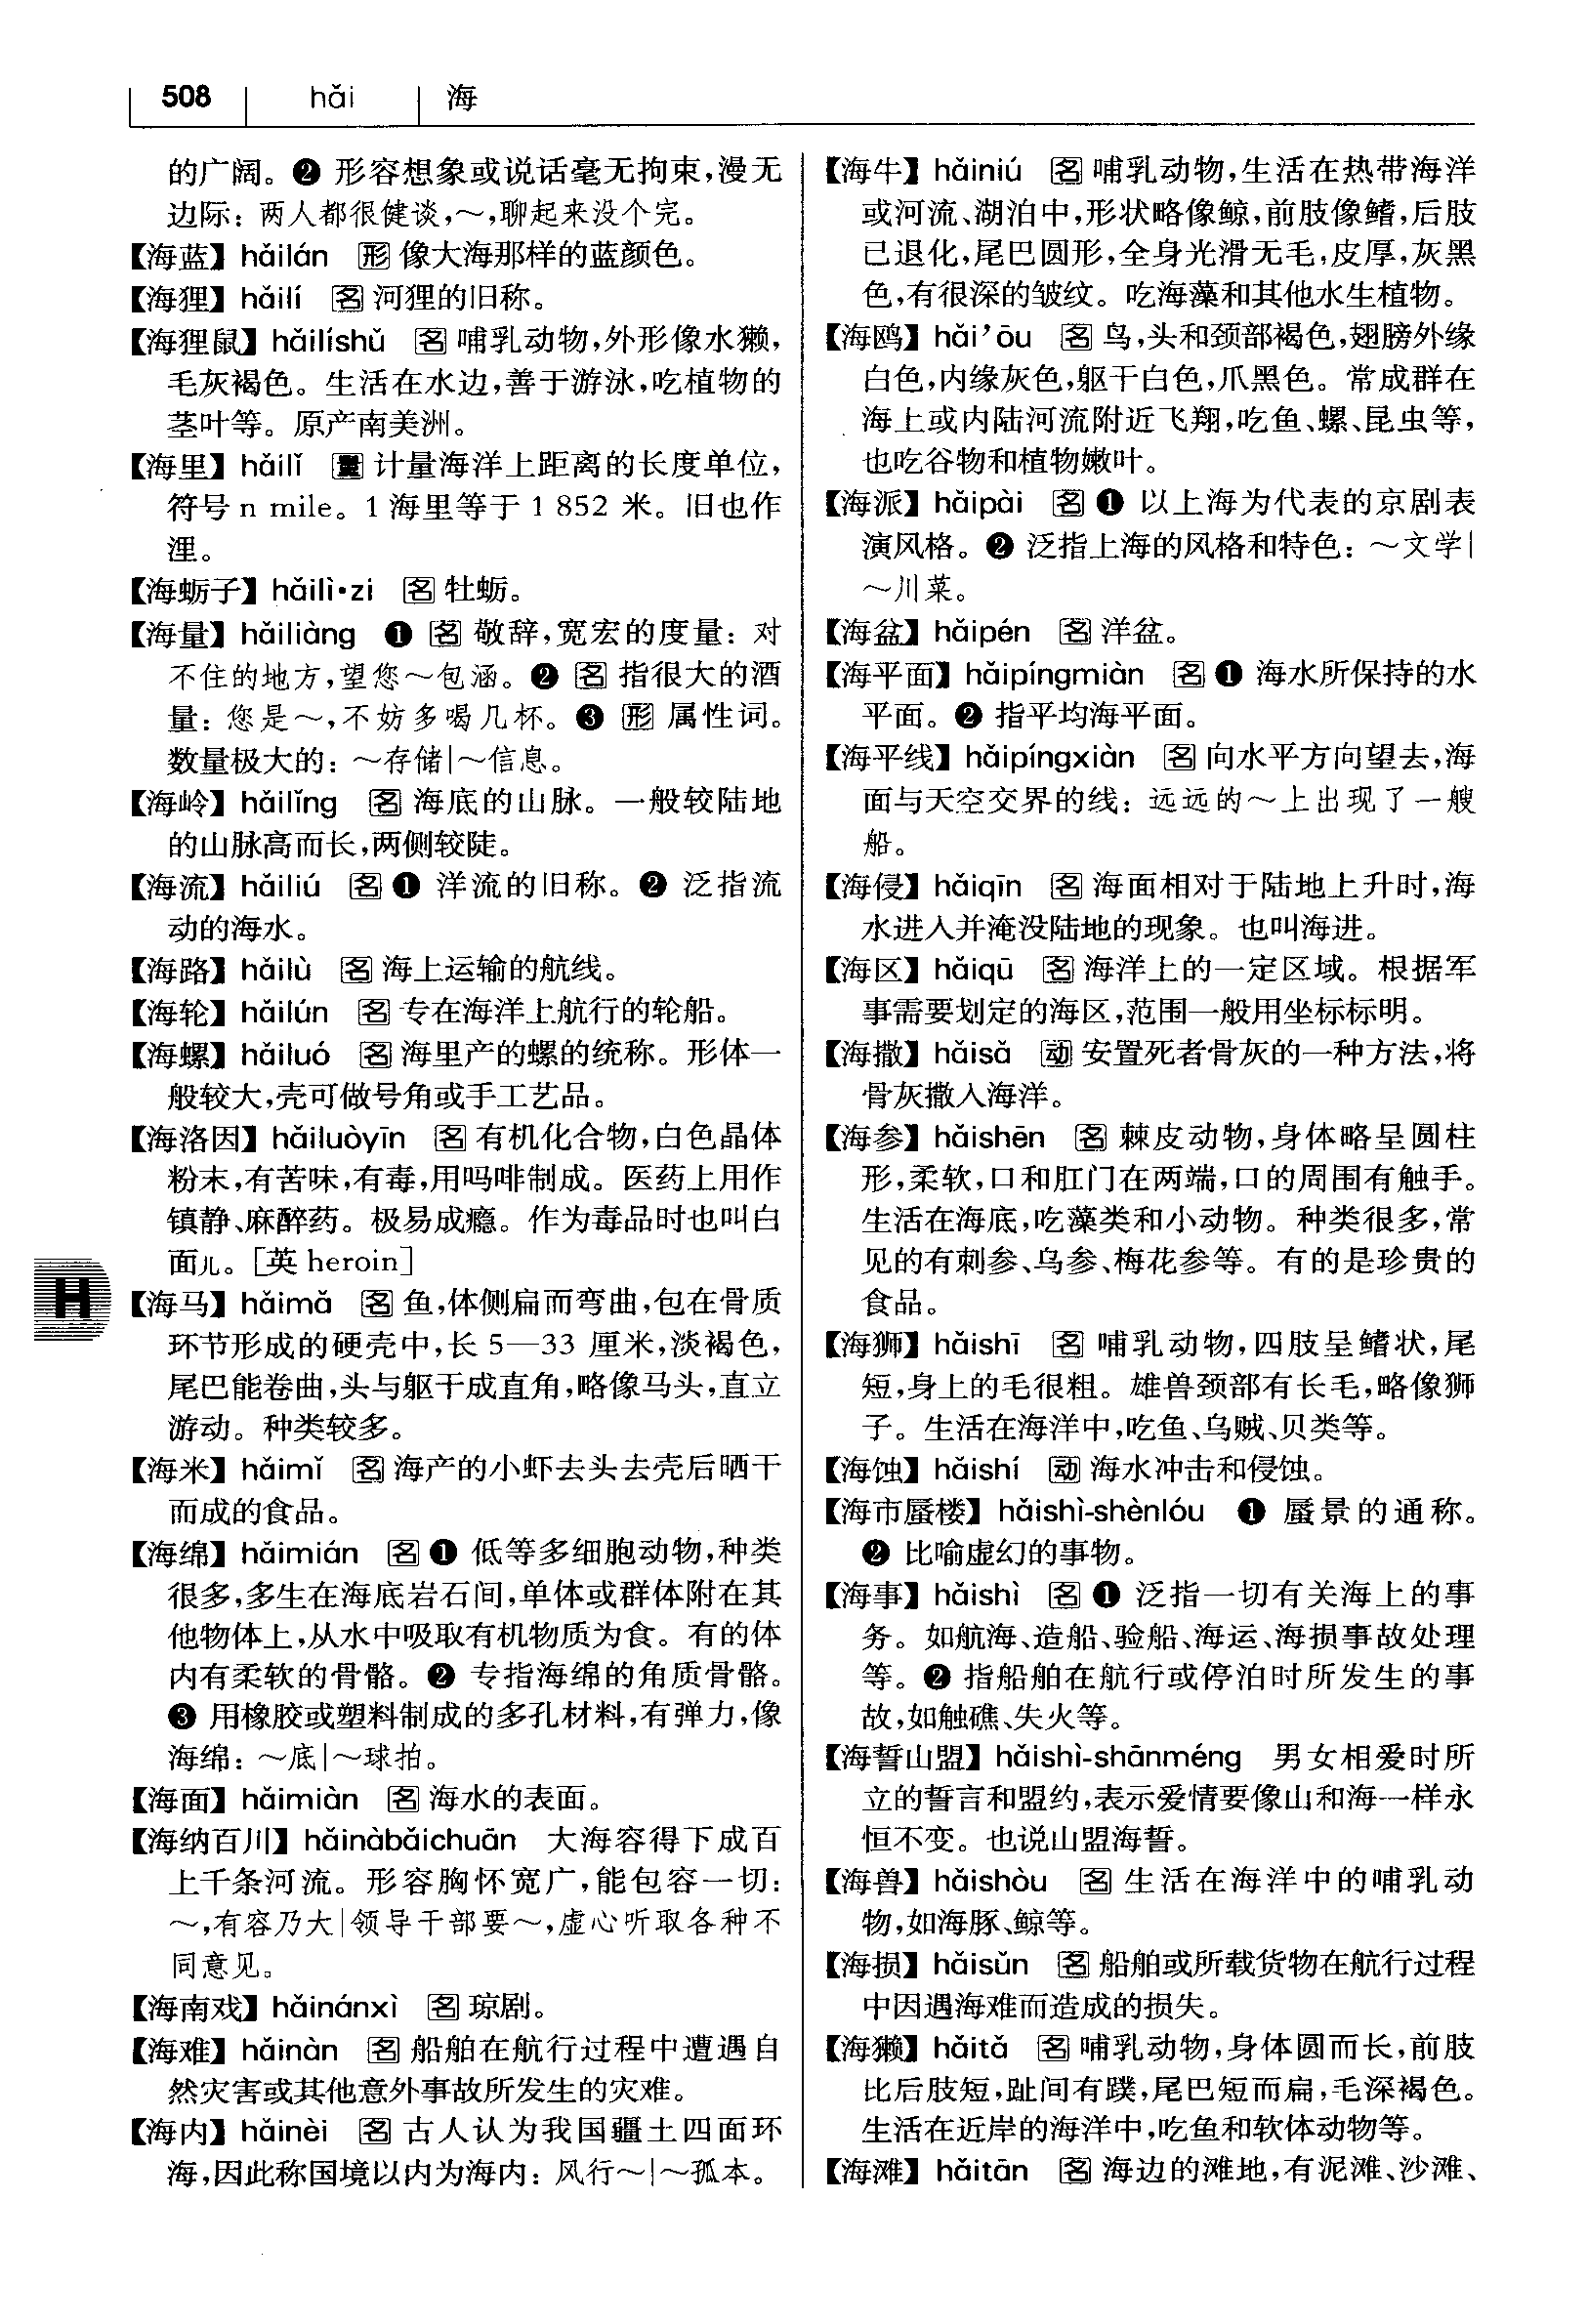 508 hǎi 海
的广阔。❷ 形容想象或说话毫无拘束,漫无
边际：两人都很健谈,～,聊起来没个完。
【海蓝】hǎilán 形 像大海那样的蓝颜色。
【海狸】hǎilí 名 河狸的旧称。
【海狸鼠】hǎilíshǔ 名 哺乳动物,外形像水獭,
毛灰褐色。生活在水边,善于游泳,吃植物的
茎叶等。原产南美洲。
【海里】hǎilǐ 量 计量海洋上距离的长度单位,
符号 n mile。1 海里等于 1 852 米。旧也作
浬。
【海蛎子】hǎilì·zi 名 牡蛎。
【海量】hǎiliàng ❶ 名 敬辞,宽宏的度量：对
不住的地方,望您～包涵。❷ 名 指很大的酒
量：您是～,不妨多喝几杯。❸ 形 属性词。
数量极大的：～存储|～信息。
【海岭】hǎilǐng 名 海底的山脉。一般较陆地
的山脉高而长,两侧较陡。
【海流】hǎiliú 名 ❶ 洋流的旧称。❷ 泛指流
动的海水。
【海路】hǎilù 名 海上运输的航线。
【海轮】hǎilún 名 专在海洋上航行的轮船。
【海螺】hǎiluó 名 海里产的螺的统称。形体一
般较大,壳可做号角或手工艺品。
【海洛因】hǎiluòyīn 名 有机化合物,白色晶体
粉末,有苦味,有毒,用吗啡制成。医药上用作
镇静、麻醉药。极易成瘾。作为毒品时也叫白
面儿。[英 heroin]
H
【海马】hǎimǎ 名 鱼,体侧扁而弯曲,包在骨质
环节形成的硬壳中,长 5—33 厘米,淡褐色,
尾巴能卷曲,头与躯干成直角,略像马头,直立
游动。种类较多。
【海米】hǎimǐ 名 海产的小虾去头去壳后晒干
而成的食品。
【海绵】hǎimián 名 ❶ 低等多细胞动物,种类
很多,多生在海底岩石间,单体或群体附在其
他物体上,从水中吸取有机物质为食。有的体
内有柔软的骨骼。❷ 专指海绵的角质骨骼。
❸ 用橡胶或塑料制成的多孔材料,有弹力,像
海绵：～底|～球拍。
【海面】hǎimiàn 名 海水的表面。
【海纳百川】hǎinàbǎichuān 大海容得下成百
上千条河流。形容胸怀宽广,能包容一切：
～,有容乃大|领导干部要～,虚心听取各种不
同意见。
【海南戏】hǎinánxì 名 琼剧。
【海难】hǎinàn 名 船舶在航行过程中遭遇自
然灾害或其他意外事故所发生的灾难。
【海内】hǎinèi 名 古人认为我国疆土四面环
海,因此称国境以内为海内：风行～|～孤本。
【海牛】hǎiniú 名 哺乳动物,生活在热带海洋
或河流、湖泊中,形状略像鲸,前肢像鳍,后肢
已退化,尾巴圆形,全身光滑无毛,皮厚,灰黑
色,有很深的皱纹。吃海藻和其他水生植物。
【海鸥】hǎi’ōu 名 鸟,头和颈部褐色,翅膀外缘
白色,内缘灰色,躯干白色,爪黑色。常成群在
海上或内陆河流附近飞翔,吃鱼、螺、昆虫等,
也吃谷物和植物嫩叶。
【海派】hǎipài 名 ❶ 以上海为代表的京剧表
演风格。❷ 泛指上海的风格和特色：～文学|
～川菜。
【海盆】hǎipén 名 洋盆。
【海平面】hǎipíngmiàn 名 ❶ 海水所保持的水
平面。❷ 指平均海平面。
【海平线】hǎipíngxiàn 名 向水平方向望去,海
面与天空交界的线：远远的～上出现了一艘
船。
【海侵】hǎiqīn 名 海面相对于陆地上升时,海
水进入并淹没陆地的现象。也叫海进。
【海区】hǎiqū 名 海洋上的一定区域。根据军
事需要划定的海区,范围一般用坐标标明。
【海撒】hǎisǎ 动 安置死者骨灰的一种方法,将
骨灰撒入海洋。
【海参】hǎishēn 名 棘皮动物,身体略呈圆柱
形,柔软,口和肛门在两端,口的周围有触手。
生活在海底,吃藻类和小动物。种类很多,常
见的有刺参、乌参、梅花参等。有的是珍贵的
食品。
【海狮】hǎishī 名 哺乳动物,四肢呈鳍状,尾
短,身上的毛很粗。雄兽颈部有长毛,略像狮
子。生活在海洋中,吃鱼、乌贼、贝类等。
【海蚀】hǎishí 动 海水冲击和侵蚀。
【海市蜃楼】hǎishì-shènlóu ❶ 蜃景的通称。
❷ 比喻虚幻的事物。
【海事】hǎishì 名 ❶ 泛指一切有关海上的事
务。如航海、造船、验船、海运、海损事故处理
等。❷ 指船舶在航行或停泊时所发生的事
故,如触礁、失火等。
【海誓山盟】hǎishì-shānméng 男女相爱时所
立的誓言和盟约,表示爱情要像山和海一样永
恒不变。也说山盟海誓。
【海兽】hǎishòu 名 生活在海洋中的哺乳动
物,如海豚、鲸等。
【海损】hǎisǔn 名 船舶或所载货物在航行过程
中因遇海难而造成的损失。
【海獭】hǎitǎ 名 哺乳动物,身体圆而长,前肢
比后肢短,趾间有蹼,尾巴短而扁,毛深褐色。
生活在近岸的海洋中,吃鱼和软体动物等。
【海滩】hǎitān 名 海边的滩地,有泥滩、沙滩、